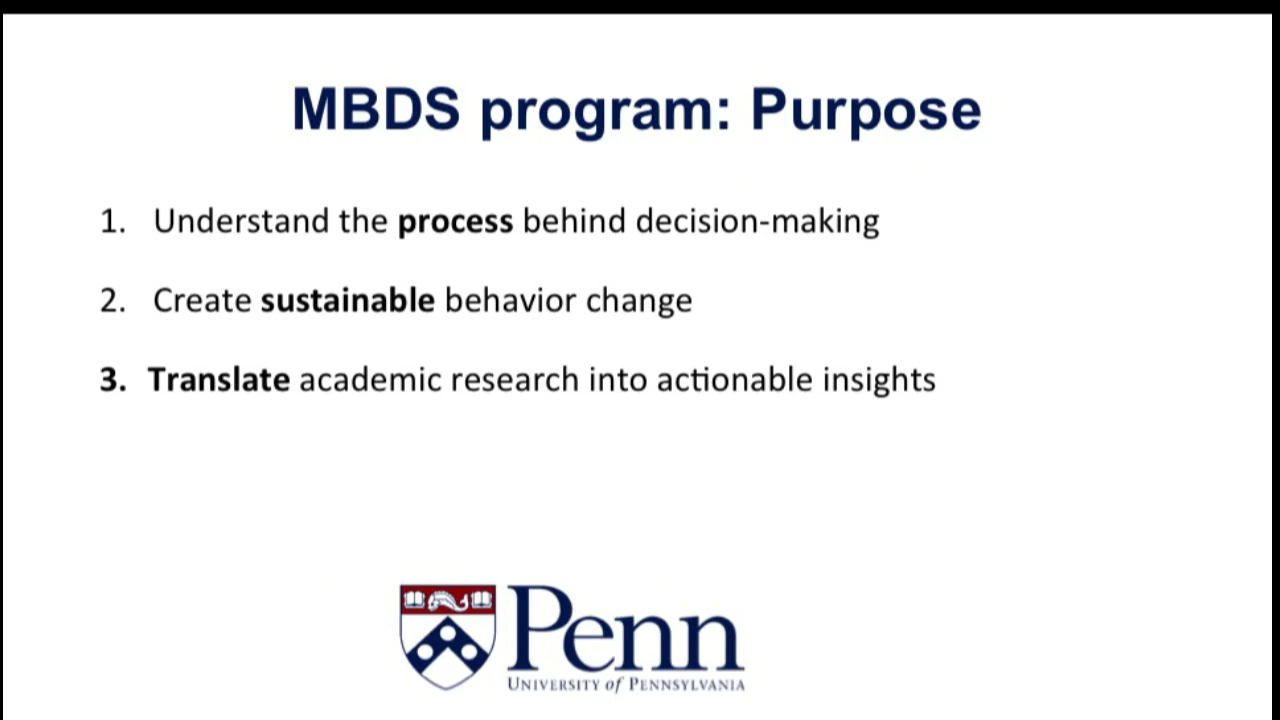 MBDS program: Purpose
1. Understand the process behind decision-making
2. Create sustainable behavior change
3. Translate academic research into actionable insights
Penn
UNIVERSITY of PENNSYLVANIA